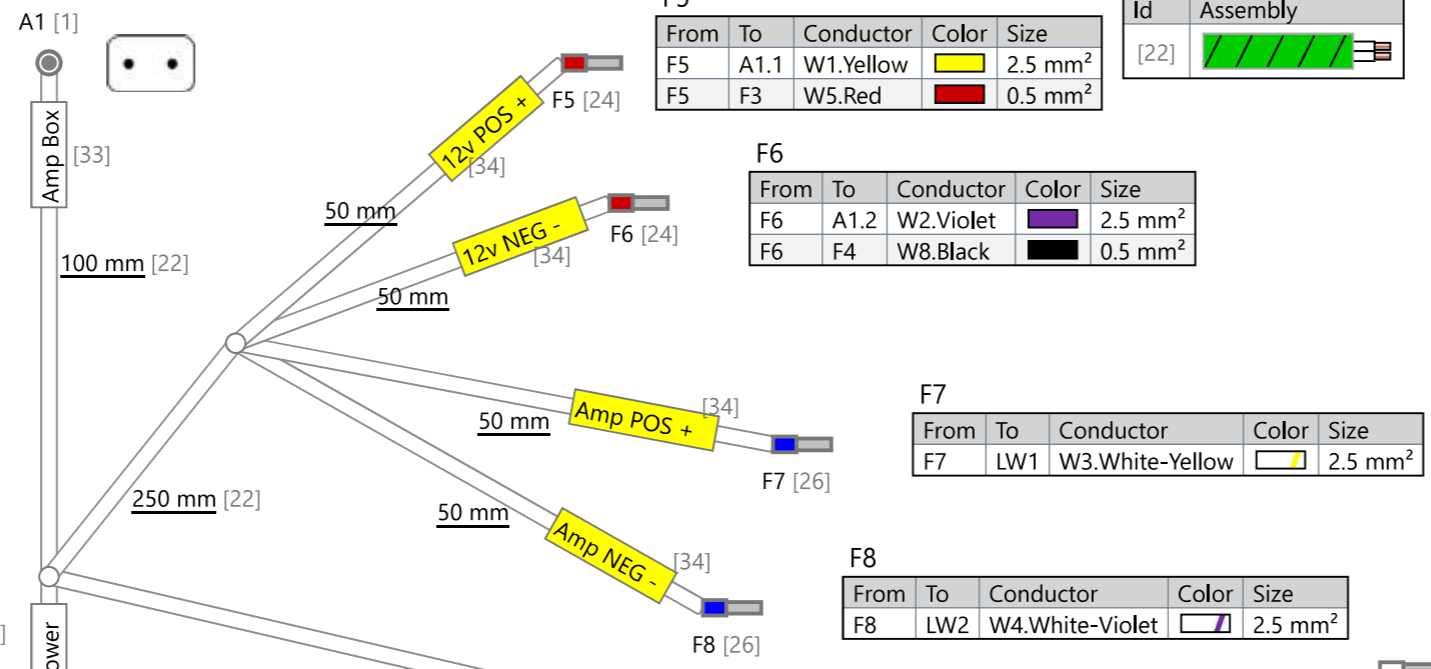 A1 [1]
Amp Box
[33]
100 mm [22]
12v POS +
[34]
50 mm
F5 [24]
12v NEG -
[34]
50 mm
F6 [24]
Amp POS +
[34]
50 mm
F7 [26]
Amp NEG -
[34]
50 mm
F8 [26]
250 mm [22]
ower
]
F5
From To Conductor Color Size
F5 A1.1 W1.Yellow 2.5 mm²
F5 F3 W5.Red 0.5 mm²
Id Assembly
[22]
F6
From To Conductor Color Size
F6 A1.2 W2.Violet 2.5 mm²
F6 F4 W8.Black 0.5 mm²
F7
From To Conductor Color Size
F7 LW1 W3.White-Yellow 2.5 mm²
F8
From To Conductor Color Size
F8 LW2 W4.White-Violet 2.5 mm²